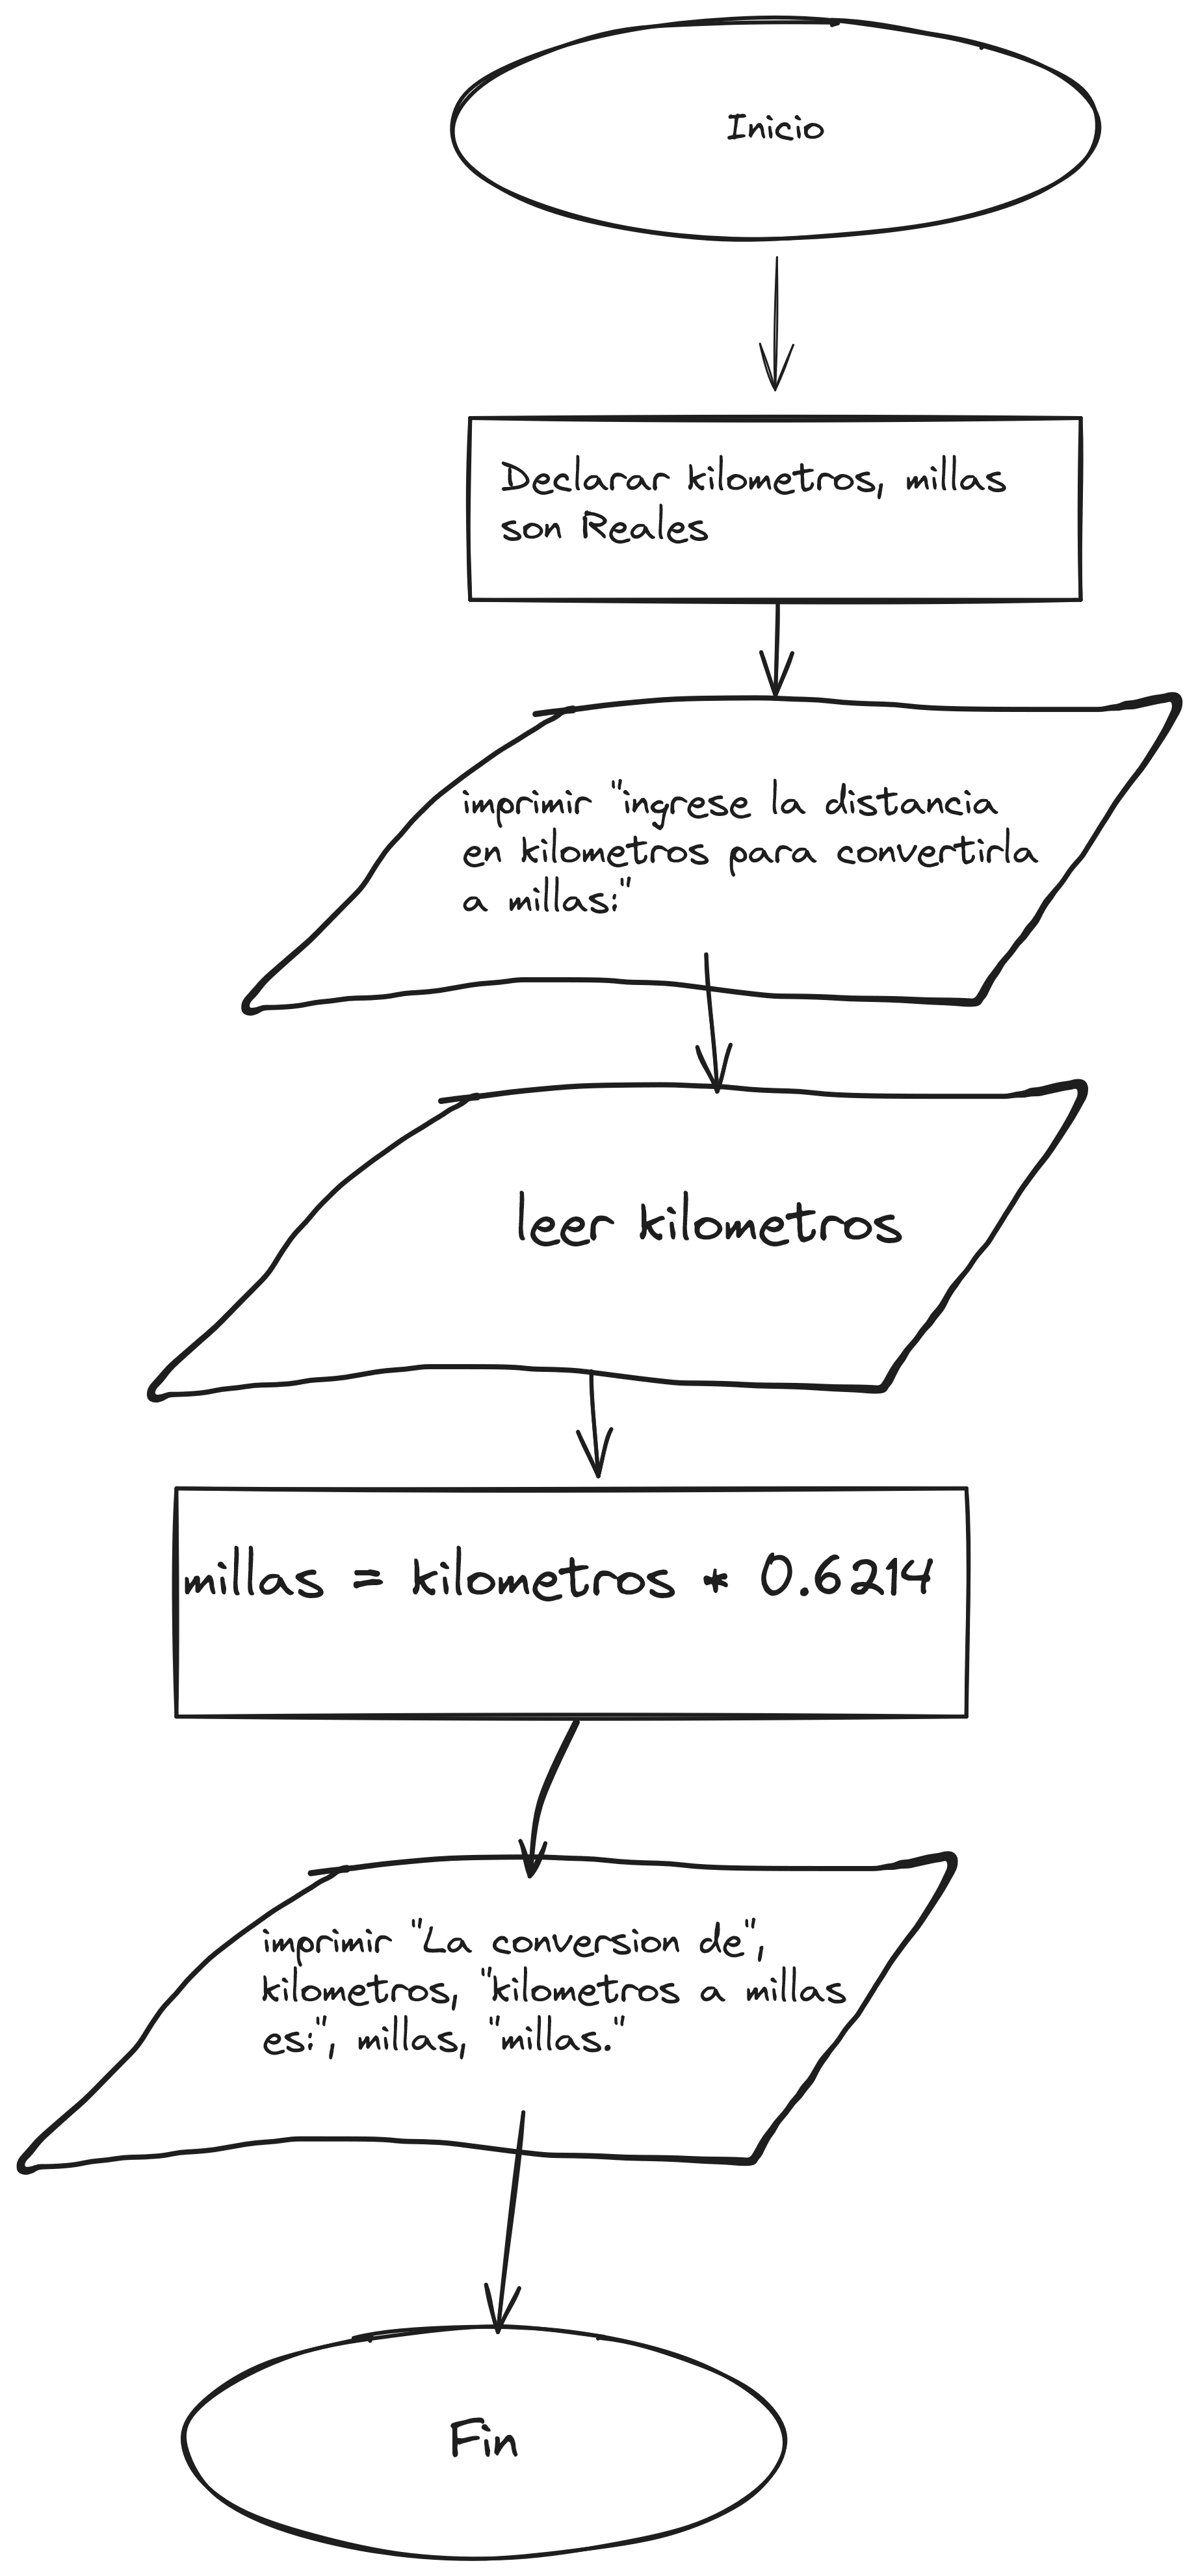 Inicio
Declarar kilometros, millas
son Reales
imprimir "ingrese la distancia
en kilometros para convertirla
a millas:"
leer kilometros
millas = kilometros * 0.6214
imprimir "La conversion de",
kilometros, "kilometros a millas
es:", millas, "millas."
Fin